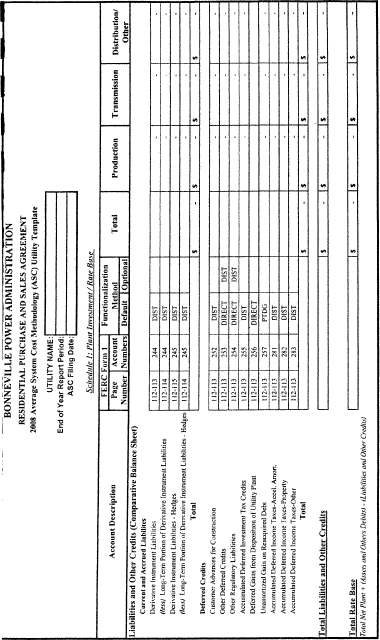 BONNEVILLE POWER ADMINISTRATION
RESIDENTIAL PURCHASE AND SALES AGREEMENT
2008 Average System Cost Methodology (ASC) Utility Template
UTILITY NAME:
End of Year Report Period:
ASC Filing Date:
Schedule 1: Plant Investment / Rate Base
Account Description FERC Form 1 Page Number Account Numbers Functionalization Method Default Optional Total Production Transmission Distribution/ Other
Liabilities and Other Credits (Comparative Balance Sheet)
Current and Accrued Liabilities
Derivative Instrument Liabilities 112-113 244 DIST - - -
(less) Long-Term Portion of Derivative Instrument Liabilities 112-114 244 DIST - - -
Derivative Instrument Liabilities - Hedges 112-115 245 DIST - - -
(less) Long-Term Portion of Derivative Instrument Liabilities - Hedges 112-114 245 DIST - - -
Total $ - $ - $ - $ -
Deferred Credits
Customer Advances for Construction 112-113 252 DIST - - -
Other Deferred Credits 112-113 253 DIRECT DIST - - -
Other Regulatory Liabilities 112-113 254 DIRECT DIST - - -
Accumulated Deferred Investment Tax Credits 112-113 255 DIST - - -
Deferred Gains from Disposition of Utility Plant 112-113 256 DIRECT - - -
Unamortized Gain on Reacquired Debt 112-113 257 PTDG - - -
Accumulated Deferred Income Taxes-Accel. Amort. 112-113 281 DIST - - -
Accumulated Deferred Income Taxes-Property 112-113 282 DIST - - -
Accumulated Deferred Income Taxes-Other 112-113 283 DIST - - -
Total $ - $ - $ - $ -
Total Liabilities and Other Credits $ - $ - $ - $ -
Total Rate Base $ - $ - $ - $ -
Total Net Plant + (Assets and Others Debits) - (Liabilities and Other Credits)